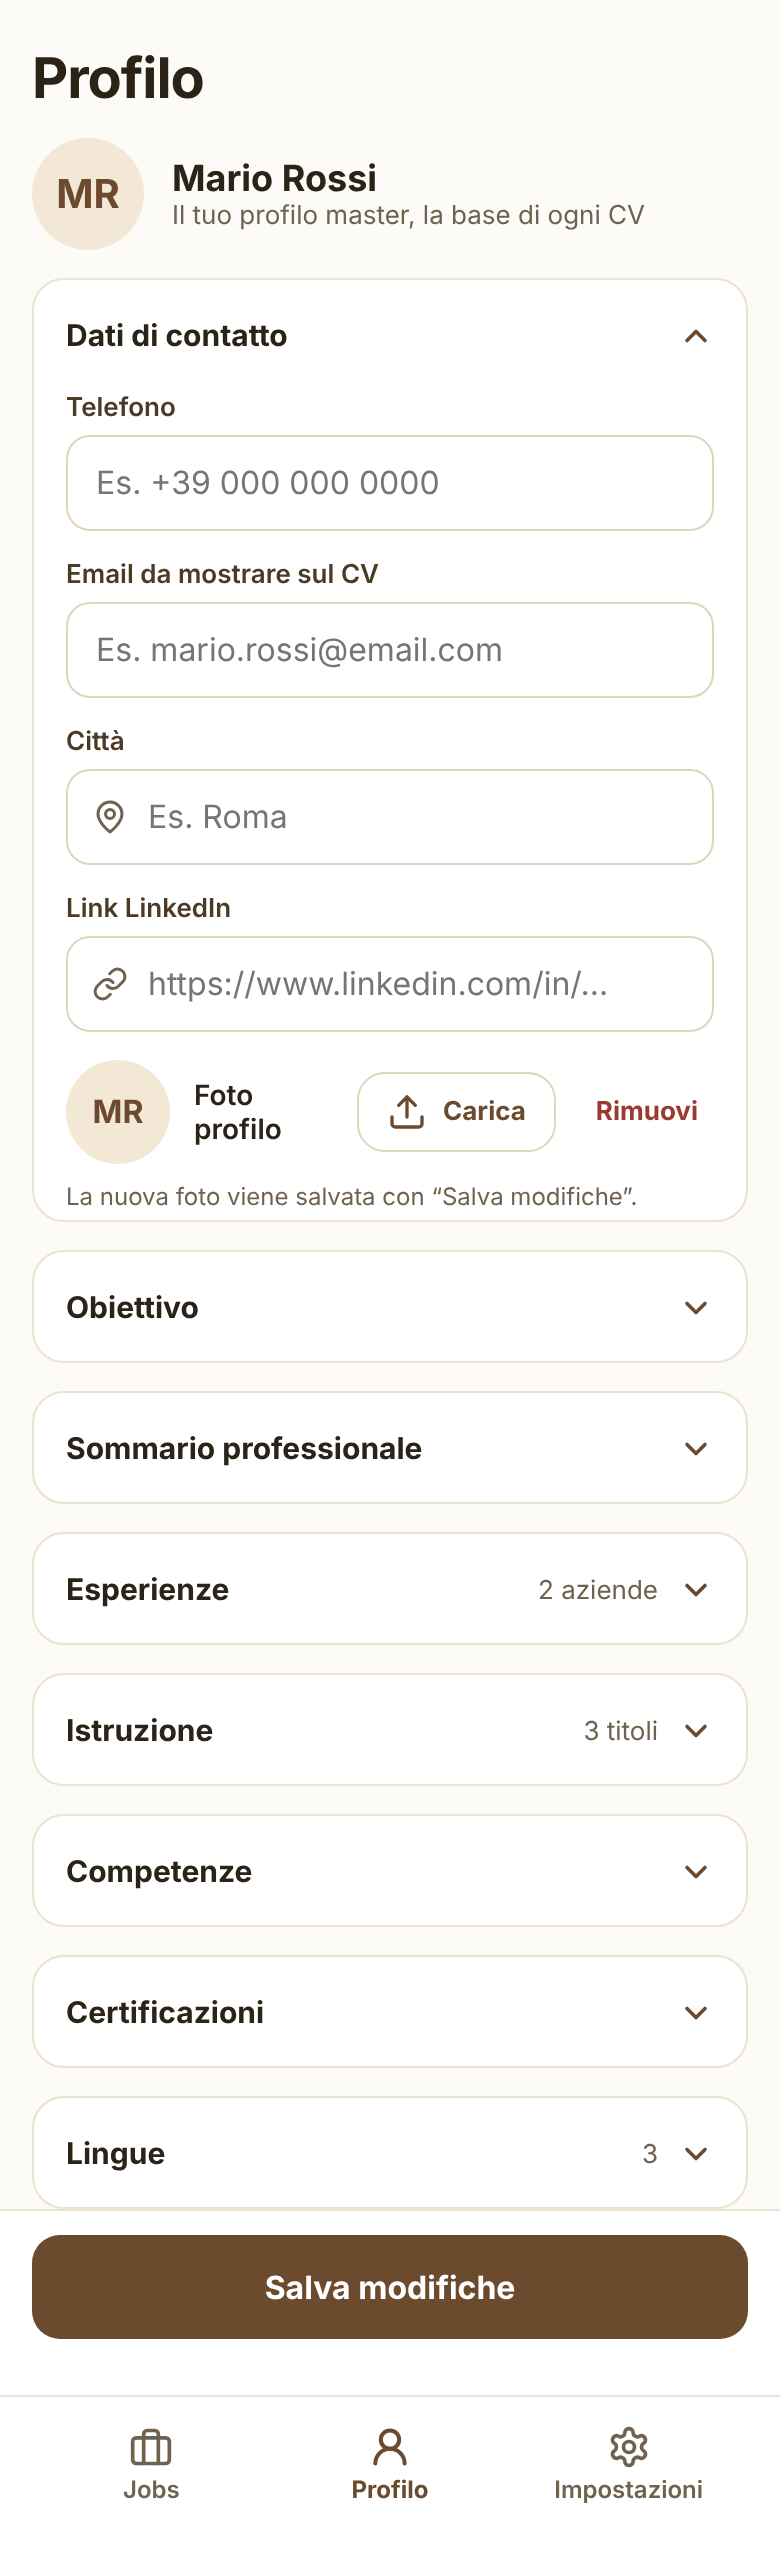 Profilo
MR
Mario Rossi
Il tuo profilo master, la base di ogni CV
Dati di contatto
Telefono
Es. +39 000 000 0000
Email da mostrare sul CV
Es. mario.rossi@email.com
Città
Es. Roma
Link LinkedIn
https://www.linkedin.com/in/...
MR
Foto
profilo
Carica
Rimuovi
La nuova foto viene salvata con “Salva modifiche”.
Obiettivo
Sommario professionale
Esperienze
2 aziende
Istruzione
3 titoli
Competenze
Certificazioni
Lingue
3
Salva modifiche
Jobs
Profilo
Impostazioni